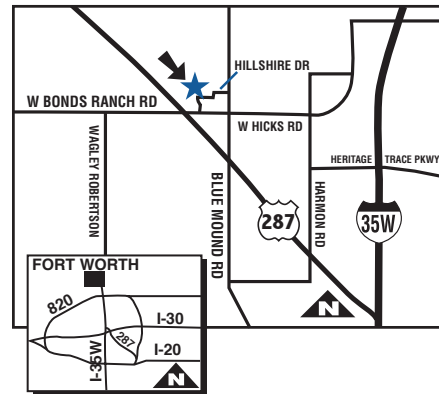 HILLSHIRE DR
W BONDS RANCH RD
W HICKS RD
WAGLEY ROBERTSON
BLUE MOUND RD
HERITAGE TRACE PKWY
HARMON RD
287
35W
N
FORT WORTH
820
I-30
287
I-35W
I-20
N